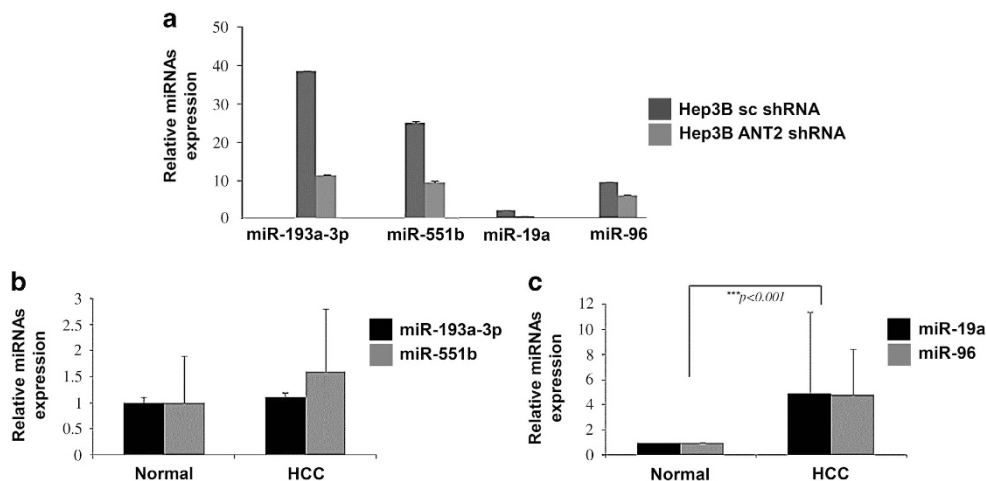 a
Relative miRNAs
expression
50
40
30
20
10
0
miR-193a-3p miR-551b miR-19a miR-96
Hep3B sc shRNA
Hep3B ANT2 shRNA
b
Relative miRNAs
expression
3
2.5
2
1.5
1
0.5
0
Normal HCC
miR-193a-3p
miR-551b
c
Relative miRNAs
expression
12
10
8
6
4
2
0
***p<0.001
Normal HCC
miR-19a
miR-96